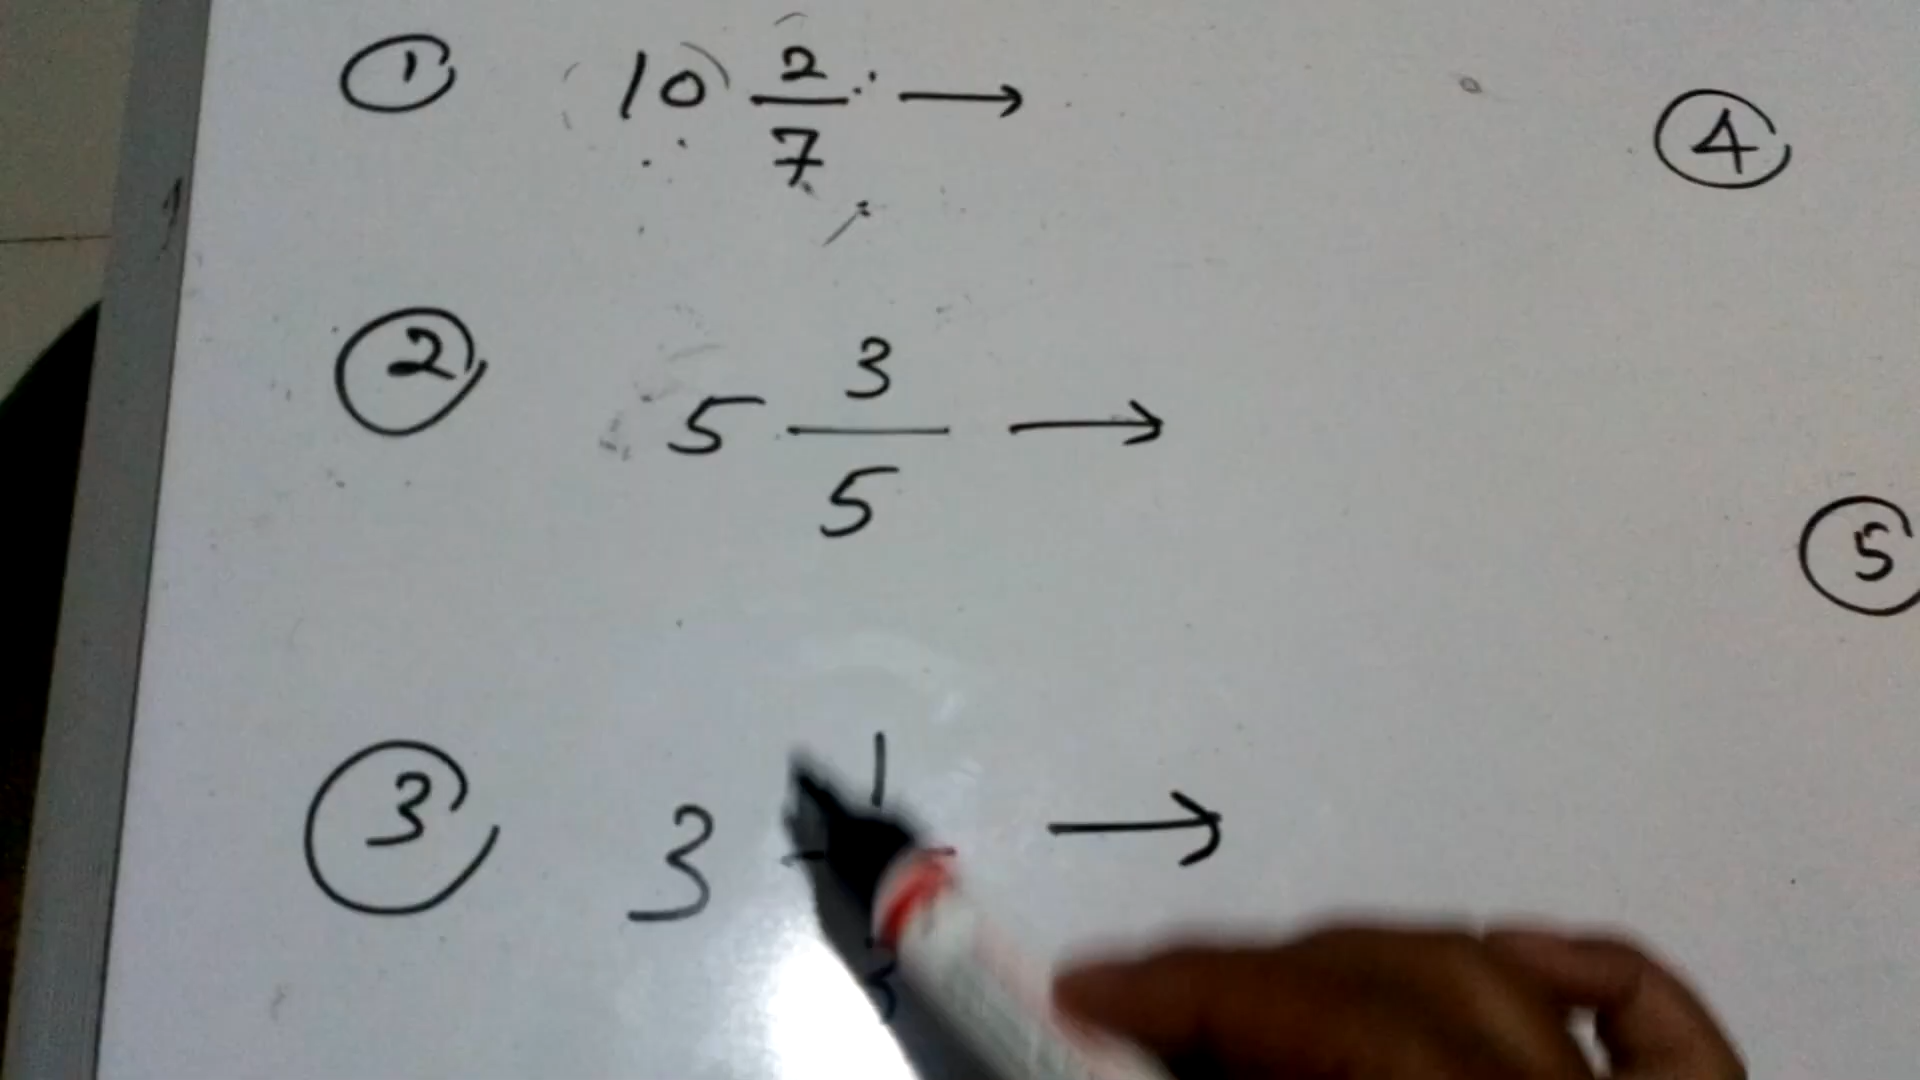 ① 10 2/7 →
② 5 3/5 →
③ 3 1/ →
④
⑤